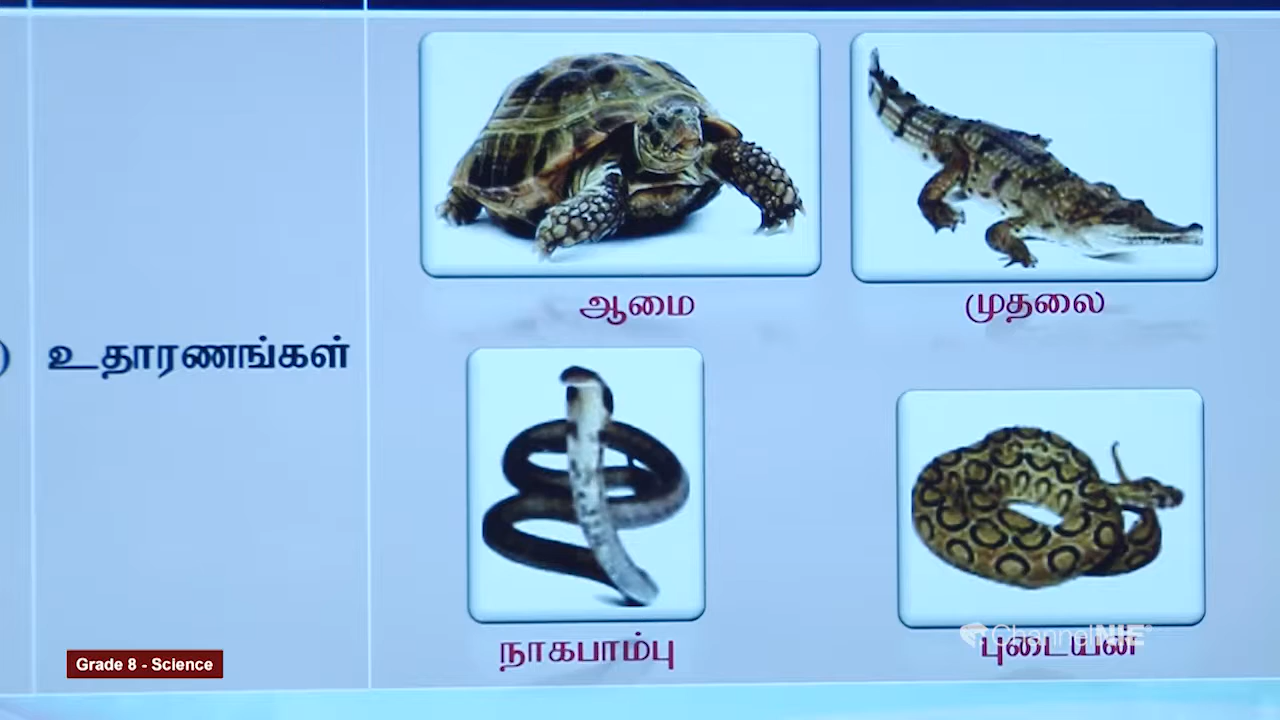 ஆமை
முதலை
) உதாரணங்கள்
நாகபாம்பு
புடையன்
ChannelNIE
Grade 8 - Science